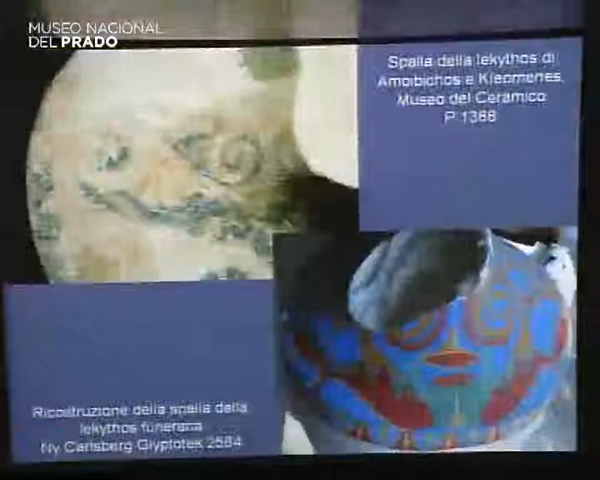 MUSEO NACIONAL
DEL PRADO
Spalla della lekythos di
Amoibichos e Kleomenes,
Museo del Ceramico
P 1388
Ricostruzione della spalla della
lekythos funeraria
Ny Carlsberg Glyptotek 2564